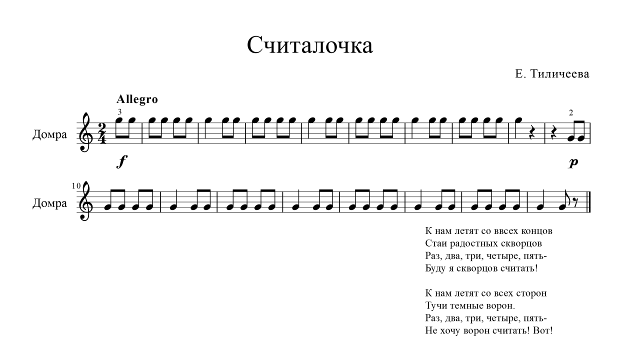 Считалочка
Е. Тиличеева
Allegro
3
2
Домра
f
p
10
Домра
К нам летят со ввсех концов
Стаи радостных скворцов
Раз, два, три, четыре, пять-
Буду я скворцов считать!
К нам летят со всех сторон
Тучи темные ворон.
Раз, два, три, четыре, пять-
Не хочу ворон считать! Вот!